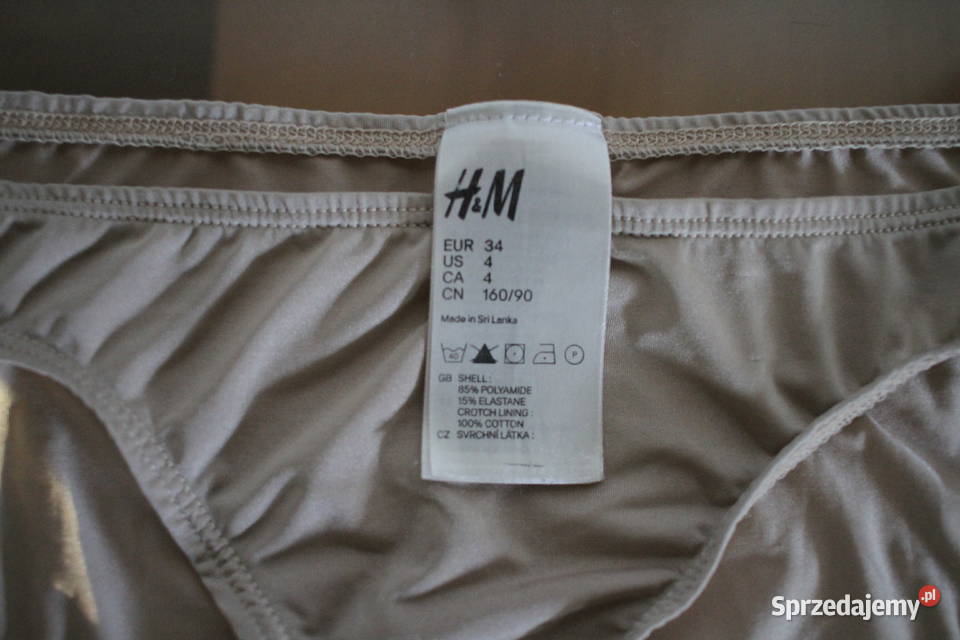 H&M
EUR 34
US 4
CA 4
CN 160/90
Made in Sri Lanka
40
P
GB SHELL :
85% POLYAMIDE
15% ELASTANE
CROTCH LINING :
100% COTTON
CZ SVRCHNÍ LÁTKA :
Sprzedajemy.pl